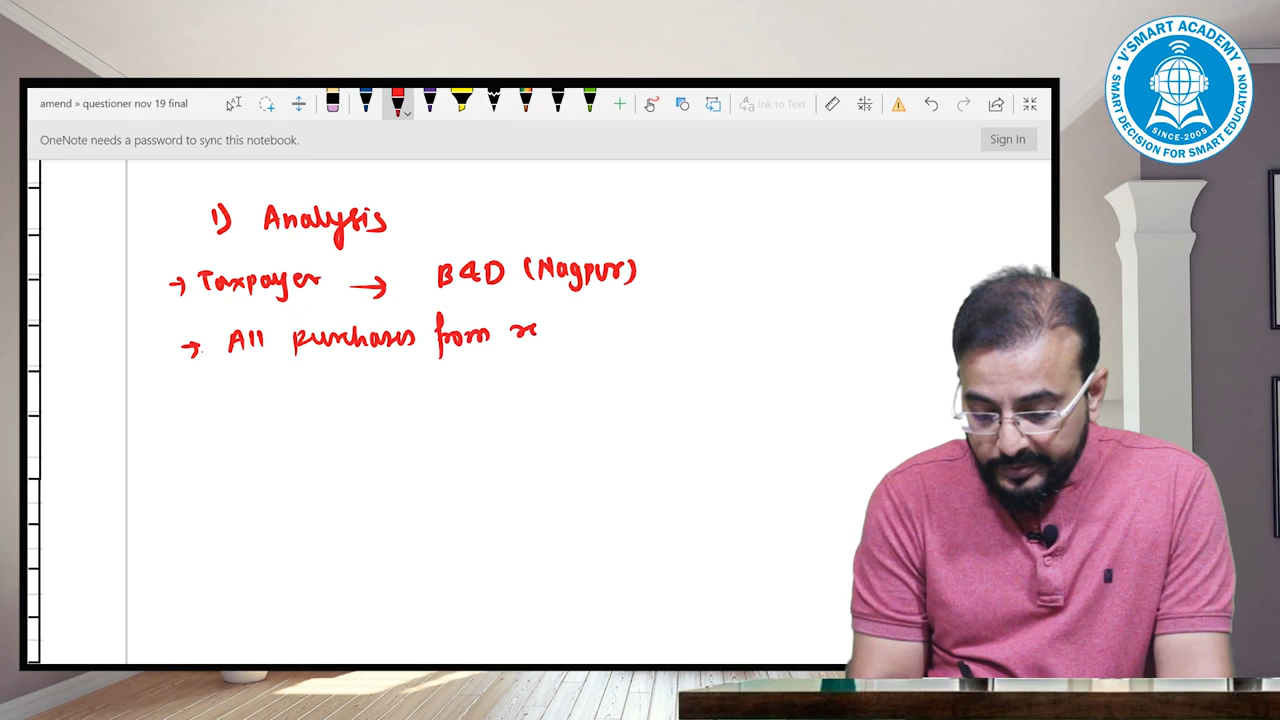 amend » questioner nov 19 final
Ink to Text
OneNote needs a password to sync this notebook.
Sign In
1) Analysis
→ Taxpayer → B&D (Nagpur)
→ All purchases from re
V'SMART ACADEMY
SINCE-2005
SMART DECISION FOR SMART EDUCATION